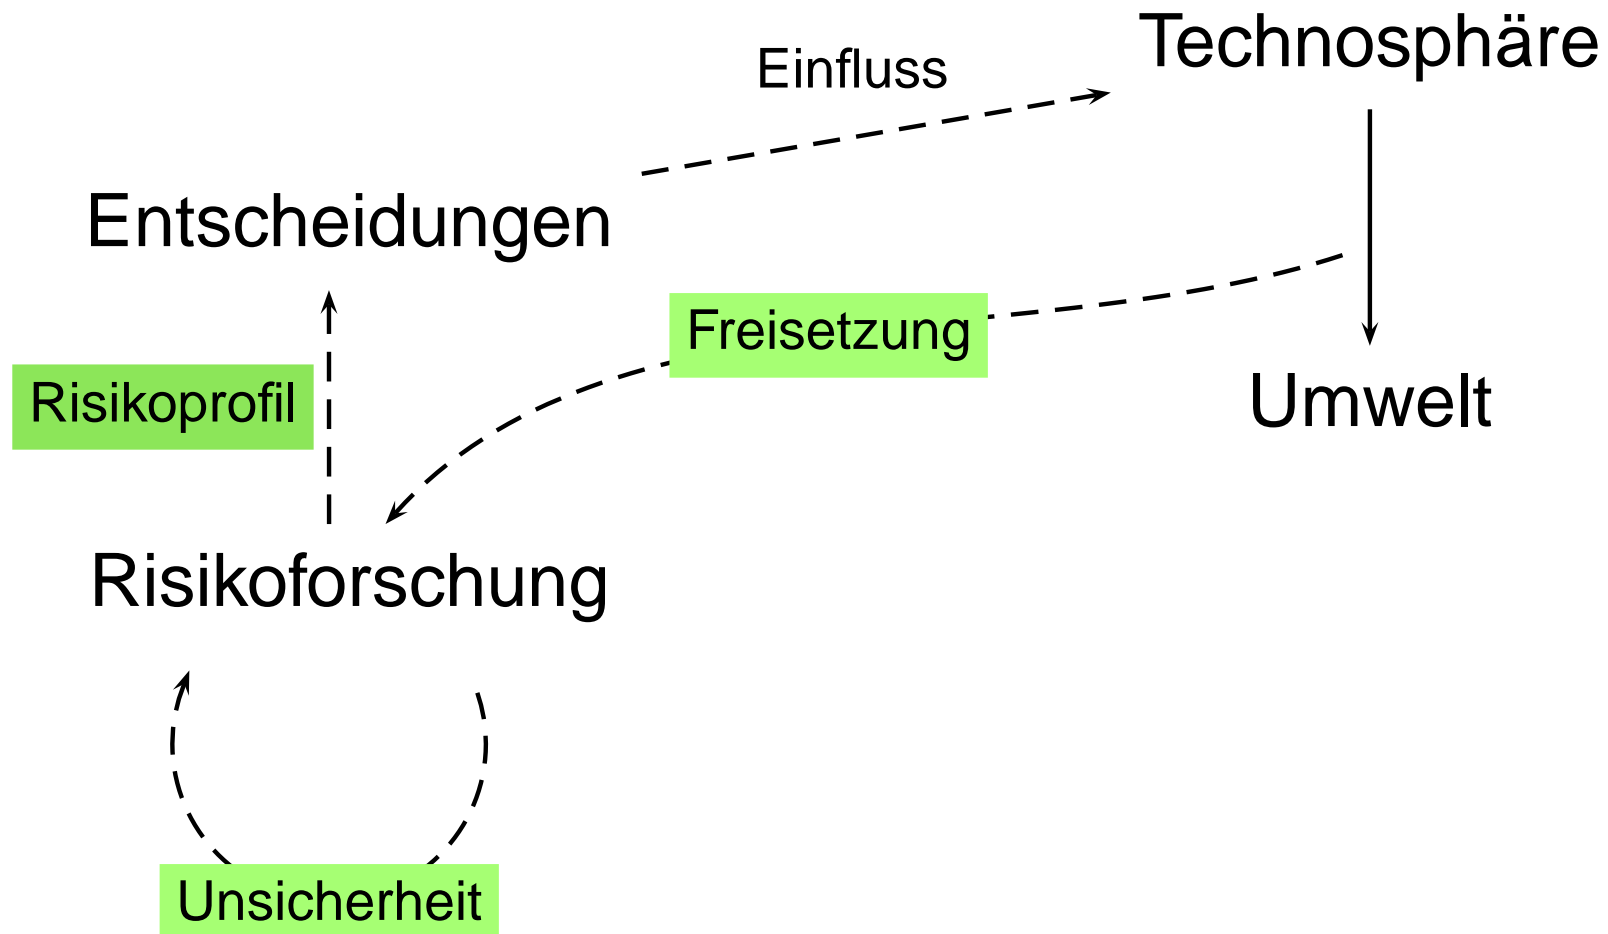 Technosphäre
Einfluss
Entscheidungen
Freisetzung
Risikoprofil
Umwelt
Risikoforschung
Unsicherheit